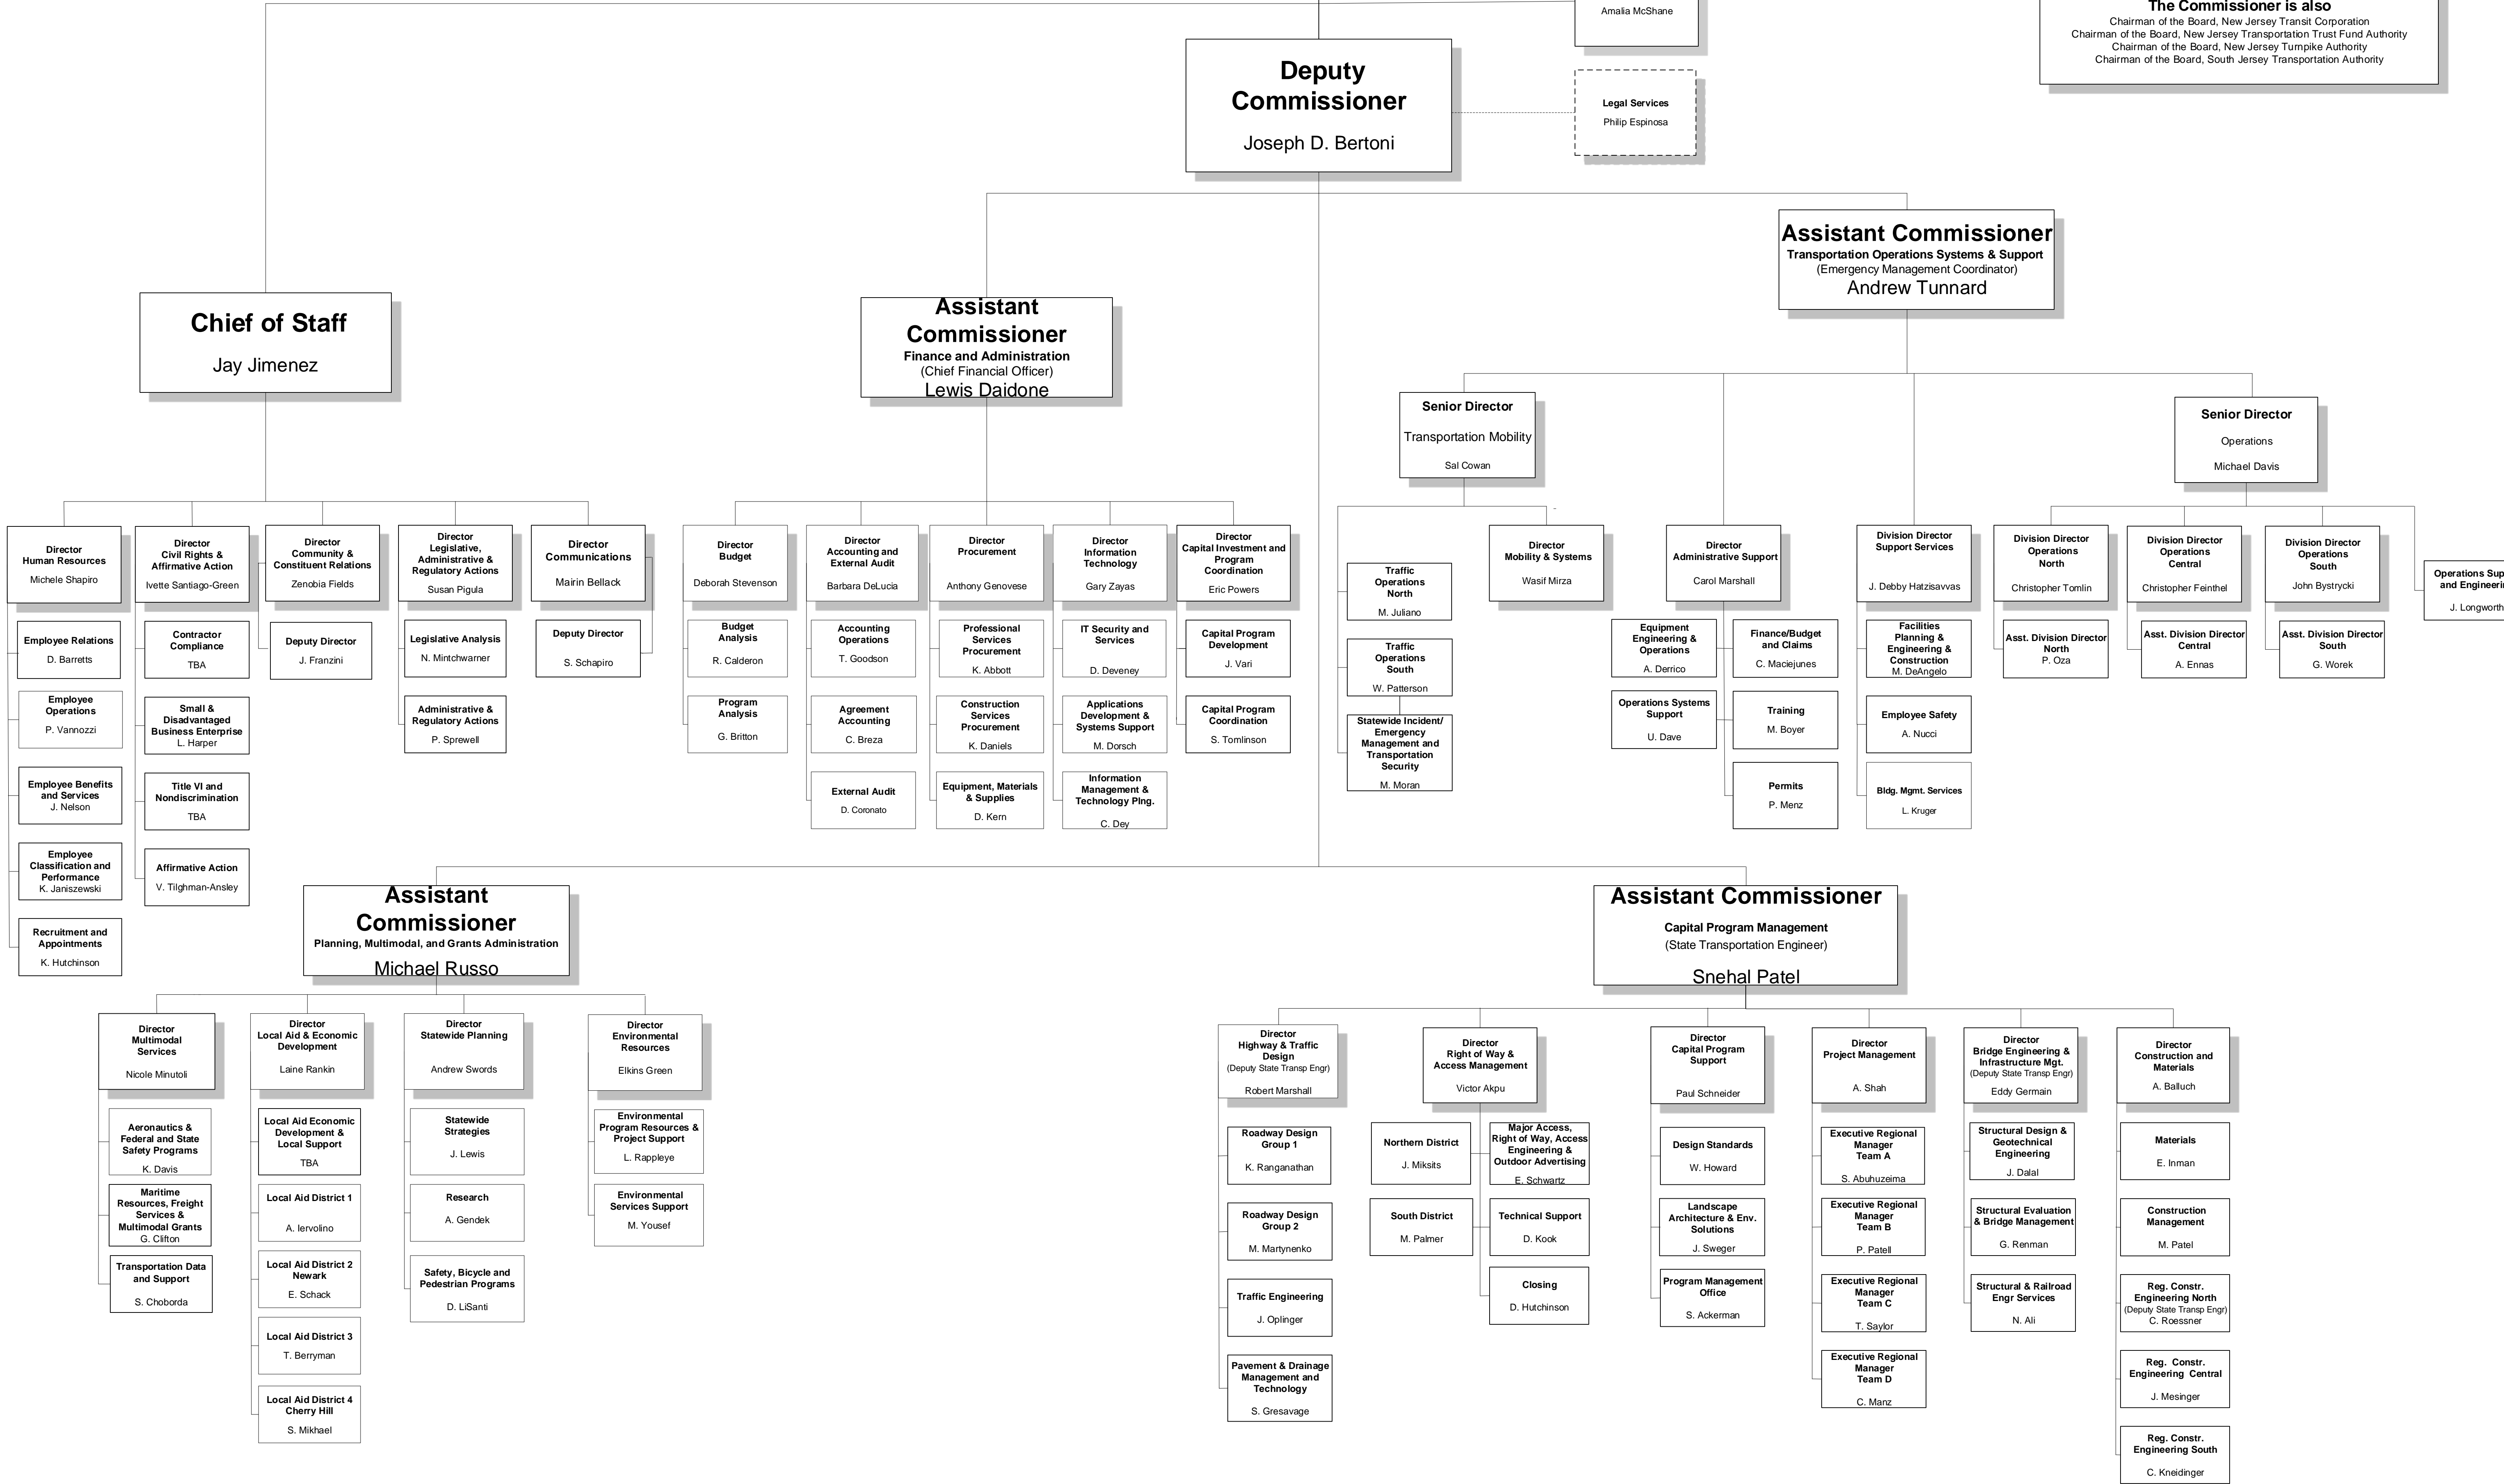 Amalia McShane
The Commissioner is also
Chairman of the Board, New Jersey Transit Corporation
Chairman of the Board, New Jersey Transportation Trust Fund Authority
Chairman of the Board, New Jersey Turnpike Authority
Chairman of the Board, South Jersey Transportation Authority
Deputy
Commissioner
Joseph D. Bertoni
Legal Services
Philip Espinosa
Assistant Commissioner
Transportation Operations Systems & Support
(Emergency Management Coordinator)
Andrew Tunnard
Chief of Staff
Jay Jimenez
Assistant
Commissioner
Finance and Administration
(Chief Financial Officer)
Lewis Daidone
Senior Director
Transportation Mobility
Sal Cowan
Senior Director
Operations
Michael Davis
Director
Human Resources
Michele Shapiro
Employee Relations
D. Barretts
Employee
Operations
P. Vannozzi
Employee Benefits
and Services
J. Nelson
Employee
Classification and
Performance
K. Janiszewski
Recruitment and
Appointments
K. Hutchinson
Director
Civil Rights &
Affirmative Action
Ivette Santiago-Green
Contractor
Compliance
TBA
Small &
Disadvantaged
Business Enterprise
L. Harper
Title VI and
Nondiscrimination
TBA
Affirmative Action
V. Tilghman-Ansley
Director
Community &
Constituent Relations
Zenobia Fields
Deputy Director
J. Franzini
Director
Legislative,
Administrative &
Regulatory Actions
Susan Pigula
Legislative Analysis
N. Mintchwarner
Administrative &
Regulatory Actions
P. Sprewell
Director
Communications
Mairin Bellack
Deputy Director
S. Schapiro
Director
Budget
Deborah Stevenson
Budget
Analysis
R. Calderon
Program
Analysis
G. Britton
Director
Accounting and
External Audit
Barbara DeLucia
Accounting
Operations
T. Goodson
Agreement
Accounting
C. Breza
External Audit
D. Coronato
Director
Procurement
Anthony Genovese
Professional
Services
Procurement
K. Abbott
Construction
Services
Procurement
K. Daniels
Equipment, Materials
& Supplies
D. Kern
Director
Information
Technology
Gary Zayas
IT Security and
Services
D. Deveney
Applications
Development &
Systems Support
M. Dorsch
Information
Management &
Technology Plng.
C. Dey
Director
Capital Investment and
Program
Coordination
Eric Powers
Capital Program
Development
J. Vari
Capital Program
Coordination
S. Tomlinson
Traffic
Operations
North
M. Juliano
Traffic
Operations
South
W. Patterson
Statewide Incident/
Emergency
Management and
Transportation
Security
M. Moran
Director
Mobility & Systems
Wasif Mirza
Director
Administrative Support
Carol Marshall
Equipment
Engineering &
Operations
A. Derrico
Operations Systems
Support
U. Dave
Finance/Budget
and Claims
C. Maciejunes
Training
M. Boyer
Permits
P. Menz
Division Director
Support Services
J. Debby Hatzisavvas
Facilities
Planning &
Engineering &
Construction
M. DeAngelo
Employee Safety
A. Nucci
Bldg. Mgmt. Services
L. Kruger
Division Director
Operations
North
Christopher Tomlin
Asst. Division Director
North
P. Oza
Division Director
Operations
Central
Christopher Feinthel
Asst. Division Director
Central
A. Ennas
Division Director
Operations
South
John Bystrycki
Asst. Division Director
South
G. Worek
Operations
and
J. Longworth
Assistant
Commissioner
Planning, Multimodal, and Grants Administration
Michael Russo
Director
Multimodal
Services
Nicole Minutoli
Aeronautics &
Federal and State
Safety Programs
K. Davis
Maritime
Resources, Freight
Services &
Multimodal Grants
G. Clifton
Transportation Data
and Support
S. Choborda
Director
Local Aid & Economic
Development
Laine Rankin
Local Aid Economic
Development &
Local Support
TBA
Local Aid District 1
A. Iervolino
Local Aid District 2
Newark
E. Schack
Local Aid District 3
T. Berryman
Local Aid District 4
Cherry Hill
S. Mikhael
Director
Statewide Planning
Andrew Swords
Statewide
Strategies
J. Lewis
Research
A. Gendek
Safety, Bicycle and
Pedestrian Programs
D. LiSanti
Director
Environmental
Resources
Elkins Green
Environmental
Program Resources &
Project Support
L. Rappleye
Environmental
Services Support
M. Yousef
Assistant Commissioner
Capital Program Management
(State Transportation Engineer)
Snehal Patel
Director
Highway & Traffic
Design
(Deputy State Transp Engr)
Robert Marshall
Roadway Design
Group 1
K. Ranganathan
Roadway Design
Group 2
M. Martynenko
Traffic Engineering
J. Oplinger
Pavement & Drainage
Management and
Technology
S. Gresavage
Director
Right of Way &
Access Management
Victor Akpu
Northern District
J. Miksits
South District
M. Palmer
Major Access,
Right of Way, Access
Engineering &
Outdoor Advertising
E. Schwartz
Technical Support
D. Kook
Closing
D. Hutchinson
Director
Capital Program
Support
Paul Schneider
Design Standards
W. Howard
Landscape
Architecture & Env.
Solutions
J. Sweger
Program Management
Office
S. Ackerman
Director
Project Management
A. Shah
Executive Regional
Manager
Team A
S. Abuhuzeima
Executive Regional
Manager
Team B
P. Patell
Executive Regional
Manager
Team C
T. Saylor
Executive Regional
Manager
Team D
C. Manz
Director
Bridge Engineering &
Infrastructure Mgt.
(Deputy State Transp Engr)
Eddy Germain
Structural Design &
Geotechnical
Engineering
J. Dalal
Structural Evaluation
& Bridge Management
G. Renman
Structural & Railroad
Engr Services
N. Ali
Director
Construction and
Materials
A. Balluch
Materials
E. Inman
Construction
Management
M. Patel
Reg. Constr.
Engineering North
(Deputy State Transp Engr)
C. Roessner
Reg. Constr.
Engineering Central
J. Mesinger
Reg. Constr.
Engineering South
C. Kneidinger